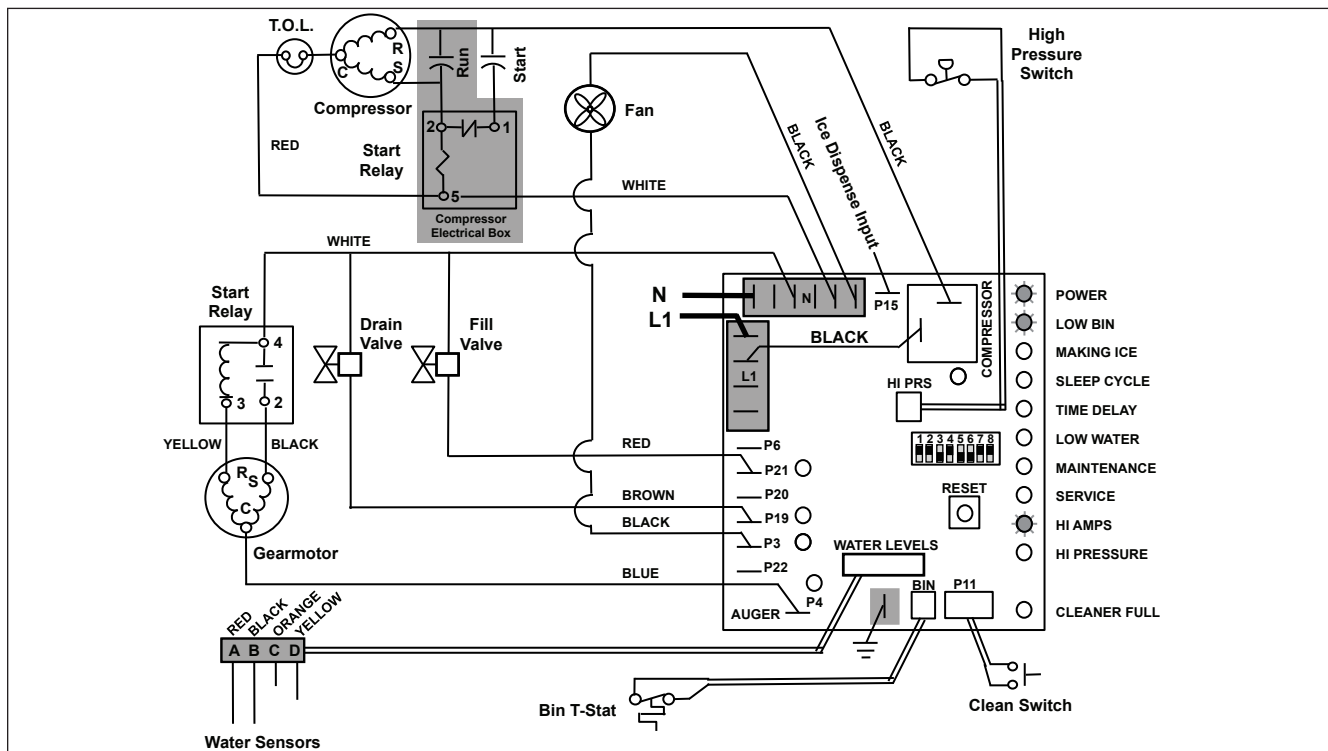 T.O.L.
R
C
S
Compressor
Run
Start
High
Pressure
Switch
Fan
2
1
RED
Start
Relay
5
Compressor
Electrical Box
BLACK
Ice Dispense Input
BLACK
WHITE
WHITE
Start
Relay
4
3
2
Drain
Valve
Fill
Valve
N
L1
N
P15
COMPRESSOR
BLACK
L1
HI PRS
POWER
LOW BIN
MAKING ICE
SLEEP CYCLE
TIME DELAY
LOW WATER
MAINTENANCE
SERVICE
HI AMPS
HI PRESSURE
CLEANER FULL
YELLOW
BLACK
R
S
C
Gearmotor
RED
BROWN
BLACK
BLUE
P6
P21
P20
P19
P3
P22
P4
AUGER
1 2 3 4 5 6 7 8
RESET
WATER LEVELS
BIN
P11
RED
BLACK
ORANGE
YELLOW
A B C D
Water Sensors
Bin T-Stat
Clean Switch